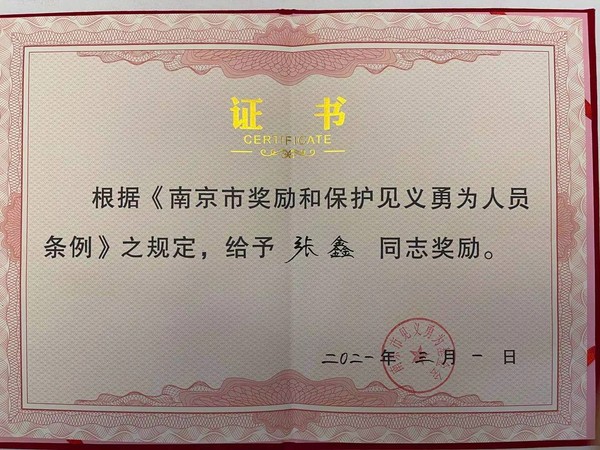 证 书
CERTIFICATE
根据《南京市奖励和保护见义勇为人员
条例》之规定，给予 张鑫 同志奖励。
二〇二一年 三 月 一 日